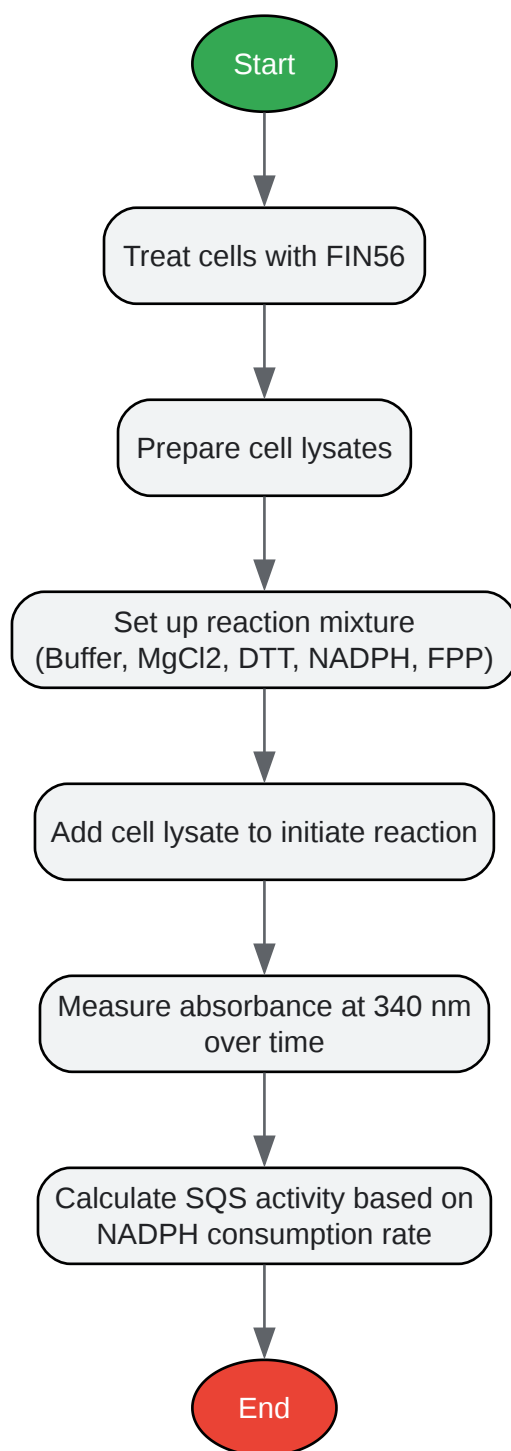 Start
Treat cells with FIN56
Prepare cell lysates
Set up reaction mixture
(Buffer, MgCl2, DTT, NADPH, FPP)
Add cell lysate to initiate reaction
Measure absorbance at 340 nm
over time
Calculate SQS activity based on
NADPH consumption rate
End